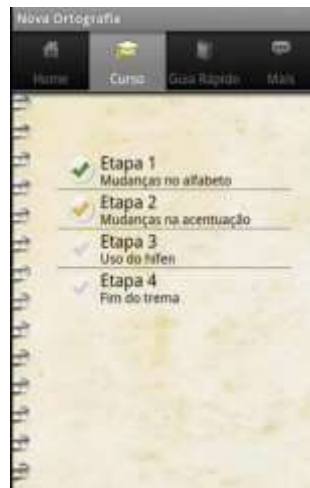 Nova Ortografia
Home Curso Guia Rápido Mais
Etapa 1
Mudanças no alfabeto
Etapa 2
Mudanças na acentuação
Etapa 3
Uso do hífen
Etapa 4
Fim do trema